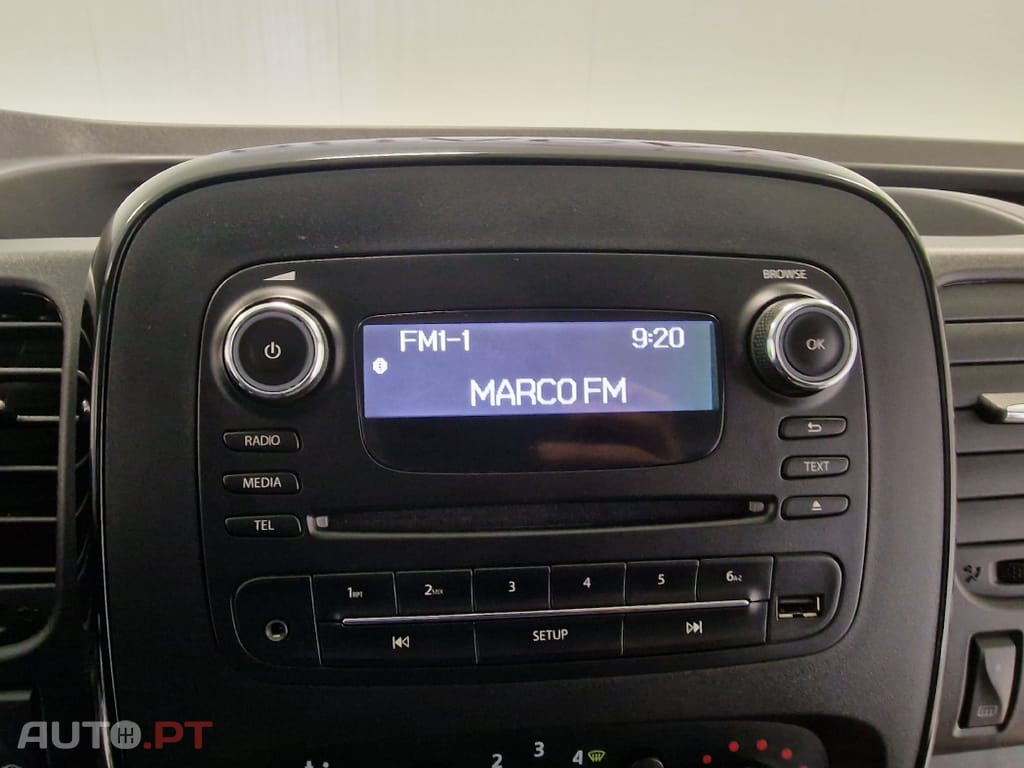 BROWSE
FM1-1 9:20
OK
MARCO FM
RADIO
TEXT
MEDIA
TEL
1RPT 2MIX 3 4 5 6A-Z
SETUP
2 3 4
AUTO.PT